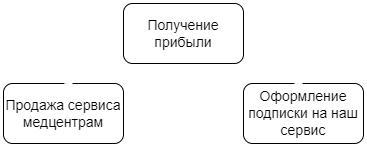 Получение
прибыли
Продажа сервиса
медцентрам
Оформление
подписки на наш
сервис